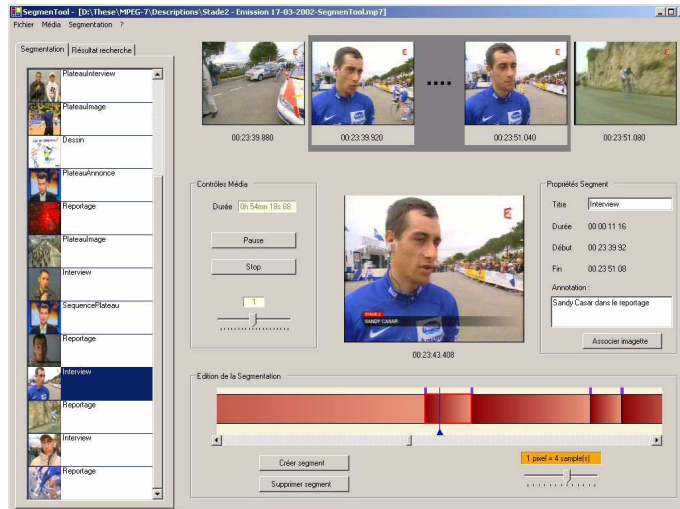 SegmenTool - [D:\These\MPEG-7\Descriptions\Stade2 - Emission 17-03-2002-SegmenTool.mp7]
Fichier Média Segmentation ?
Segmentation Résultat recherche
PlateauInterview
PlateauImage
Dessin
PlateauAnnonce
Reportage
PlateauImage
Interview
SequencePlateau
Reportage
Interview
Reportage
Interview
Reportage
00:23:39.880
00:23:39.920
00:23:51.040
00:23:51.080
Contrôles Média
Durée 0h 54mn 18s 68
Pause
Stop
1
STADE 2
SANDY CASAR
00:23:43.408
Propriétés Segment
Titre Interview
Durée 00 00 11 16
Début 00 23 39 92
Fin 00 23 51 08
Annotation :
Sandy Casar dans le reportage
Associer imagette
Edition de la Segmentation
Créer segment
Supprimer segment
1 pixel = 4 sample(s)